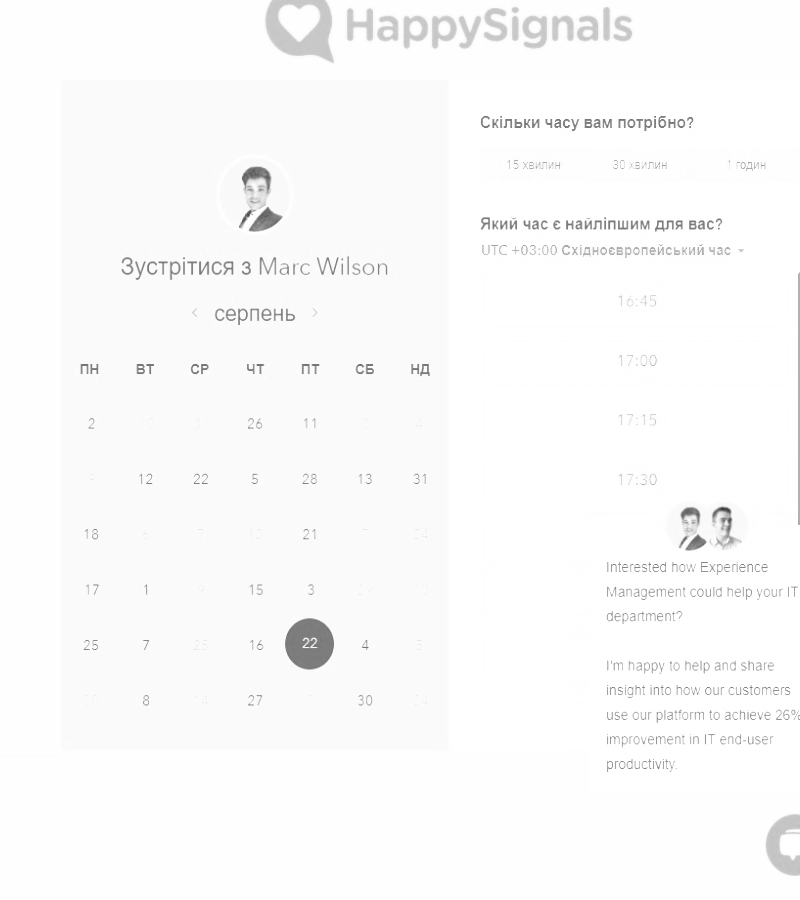 HappySignals
Зустрітися з Marc Wilson
серпень
ПН ВТ СР ЧТ ПТ СБ НД
2 26 11
12 22 5 28 13 31
18 21
17 1 15 3
25 7 16 22 4
8 27 30
Скільки часу вам потрібно?
15 хвилин 30 хвилин 1 годин
Який час є найліпшим для вас?
UTC +03:00 Східноєвропейський час
16:45
17:00
17:15
17:30
Interested how Experience
Management could help your IT
department?
I'm happy to help and share
insight into how our customers
use our platform to achieve 26%
improvement in IT end-user
productivity.